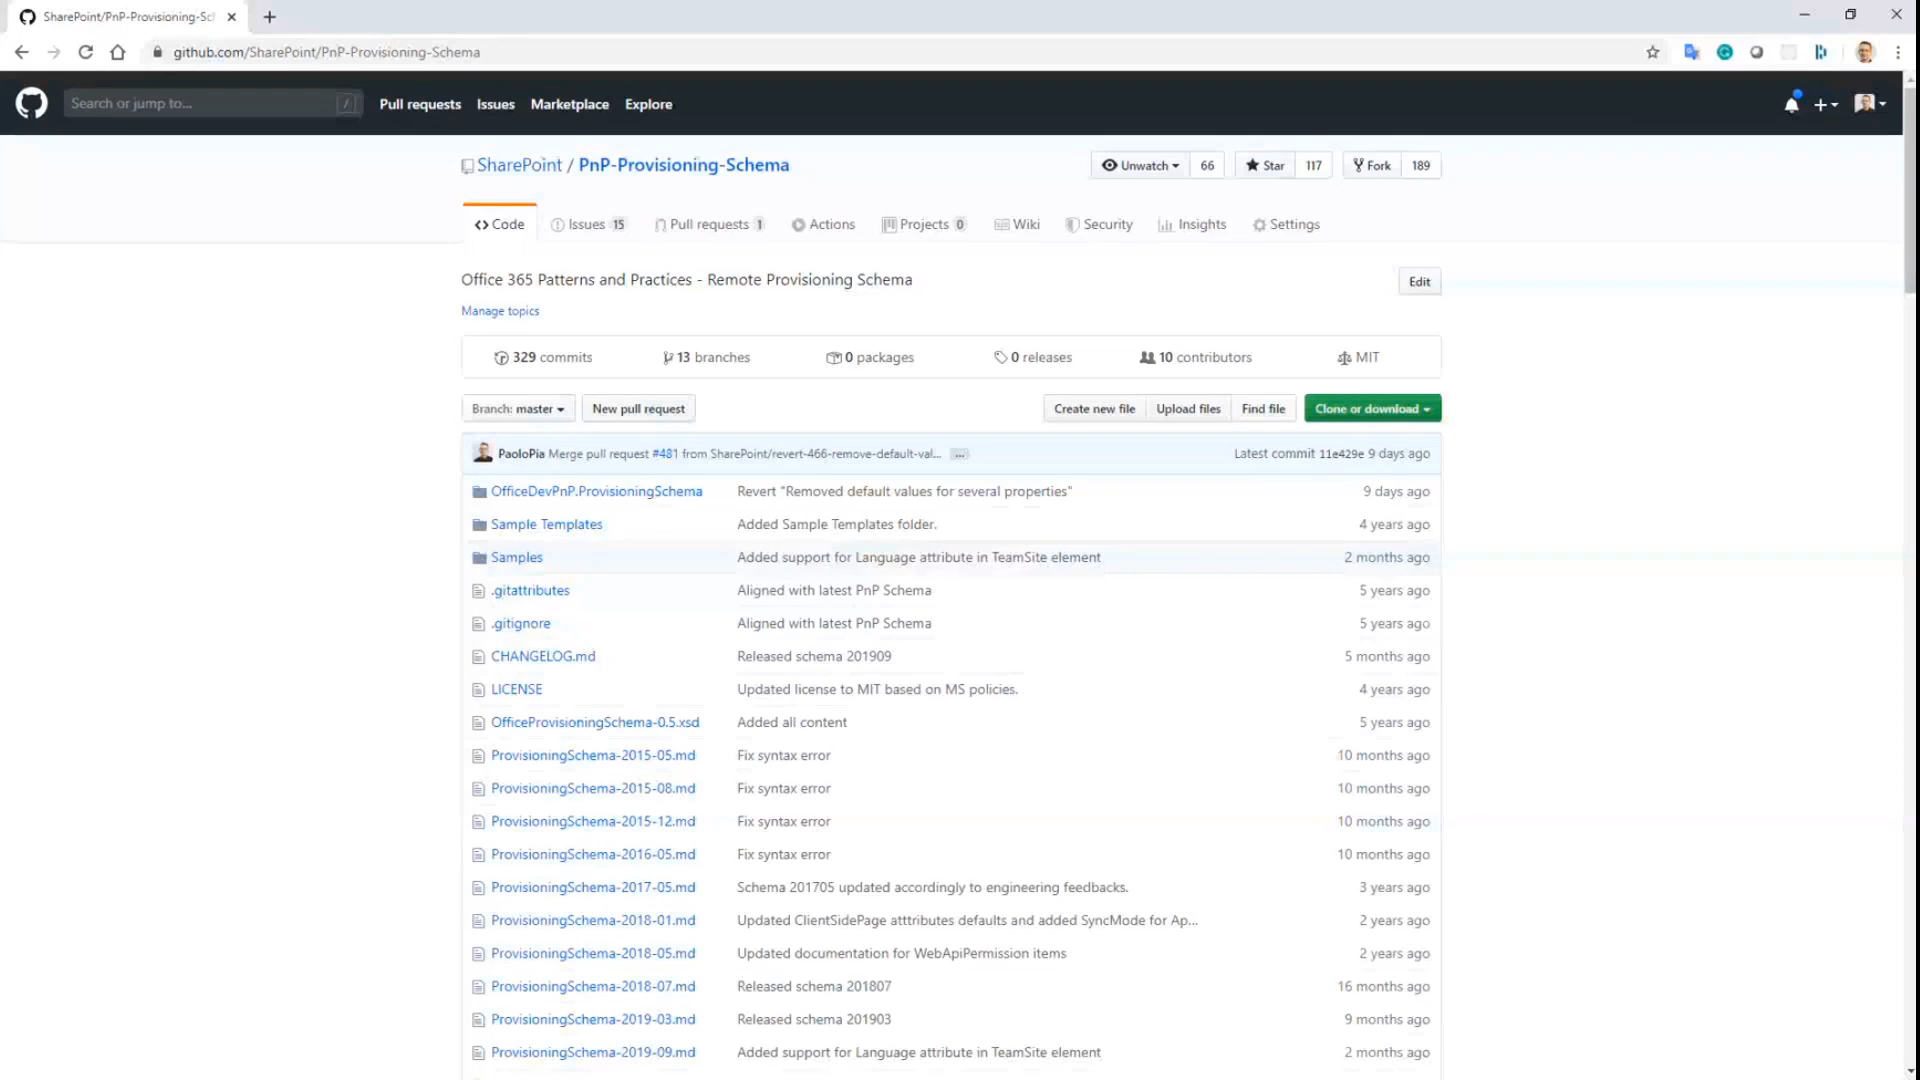 SharePoint/PnP-Provisioning-Sc
github.com/SharePoint/PnP-Provisioning-Schema
Search or jump to... /
Pull requests Issues Marketplace Explore
SharePoint / PnP-Provisioning-Schema
Unwatch 66 Star 117 Fork 189
Code Issues 15 Pull requests 1 Actions Projects 0 Wiki Security Insights Settings
Office 365 Patterns and Practices - Remote Provisioning Schema Edit
Manage topics
329 commits 13 branches 0 packages 0 releases 10 contributors MIT
Branch: master New pull request Create new file Upload files Find file Clone or download
PaoloPia Merge pull request #481 from SharePoint/revert-466-remove-default-val... ... Latest commit 11e429e 9 days ago
OfficeDevPnP.ProvisioningSchema Revert "Removed default values for several properties" 9 days ago
Sample Templates Added Sample Templates folder. 4 years ago
Samples Added support for Language attribute in TeamSite element 2 months ago
.gitattributes Aligned with latest PnP Schema 5 years ago
.gitignore Aligned with latest PnP Schema 5 years ago
CHANGELOG.md Released schema 201909 5 months ago
LICENSE Updated license to MIT based on MS policies. 4 years ago
OfficeProvisioningSchema-0.5.xsd Added all content 5 years ago
ProvisioningSchema-2015-05.md Fix syntax error 10 months ago
ProvisioningSchema-2015-08.md Fix syntax error 10 months ago
ProvisioningSchema-2015-12.md Fix syntax error 10 months ago
ProvisioningSchema-2016-05.md Fix syntax error 10 months ago
ProvisioningSchema-2017-05.md Schema 201705 updated accordingly to engineering feedbacks. 3 years ago
ProvisioningSchema-2018-01.md Updated ClientSidePage atttributes defaults and added SyncMode for Ap... 2 years ago
ProvisioningSchema-2018-05.md Updated documentation for WebApiPermission items 2 years ago
ProvisioningSchema-2018-07.md Released schema 201807 16 months ago
ProvisioningSchema-2019-03.md Released schema 201903 9 months ago
ProvisioningSchema-2019-09.md Added support for Language attribute in TeamSite element 2 months ago